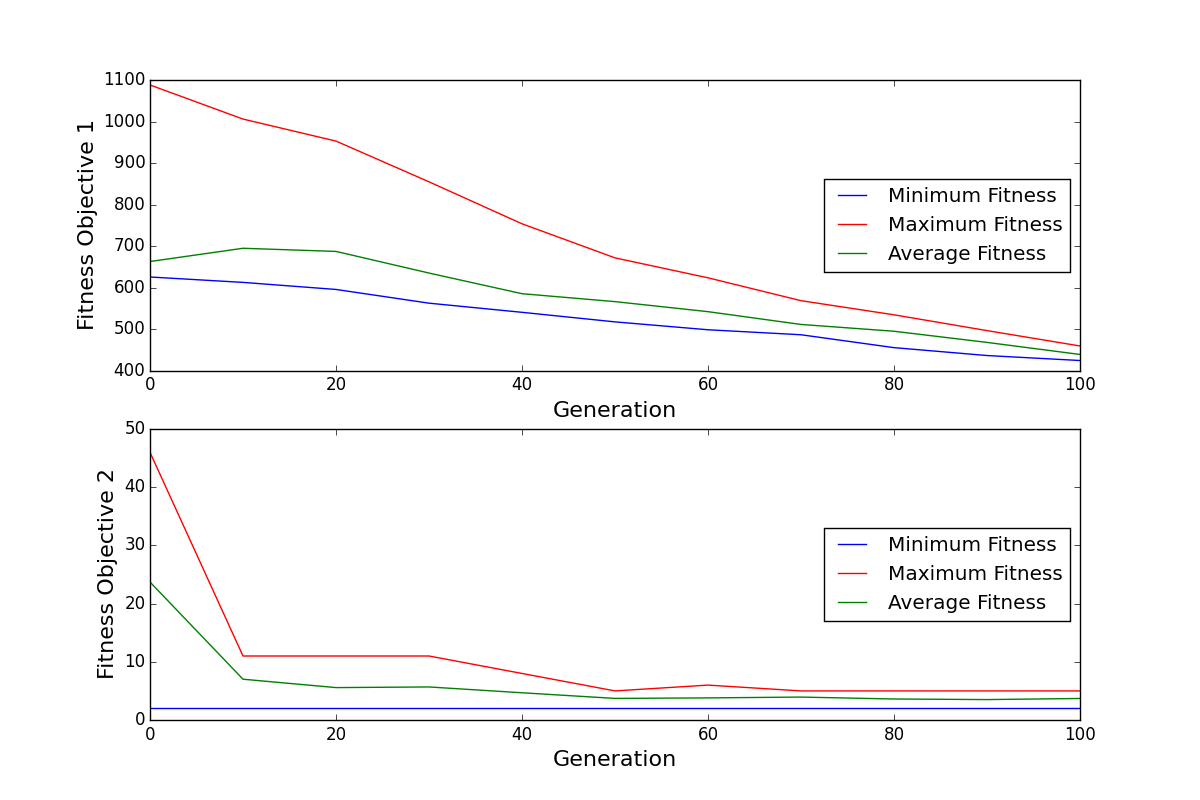 1100
1000
900
800
700
600
500
400
Fitness Objective 1
Minimum Fitness
Maximum Fitness
Average Fitness
0 20 40 60 80 100
Generation
50
40
30
20
10
0
Fitness Objective 2
Minimum Fitness
Maximum Fitness
Average Fitness
0 20 40 60 80 100
Generation